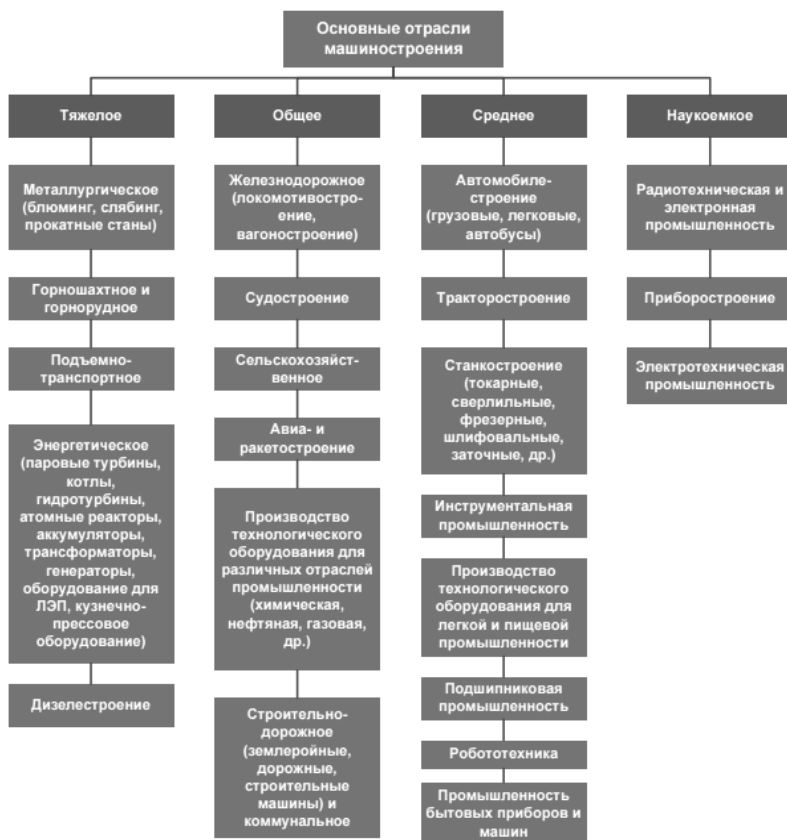 Основные отрасли
машиностроения
Тяжелое
Металлургическое
(блюминг, слябинг,
прокатные станы)
Горношахтное и
горнорудное
Подъемно-
транспортное
Энергетическое
(паровые турбины,
котлы,
гидротурбины,
атомные реакторы,
аккумуляторы,
трансформаторы,
генераторы,
оборудование для
ЛЭП, кузнечно-
прессовое
оборудование)
Дизелестроение
Общее
Железнодорожное
(локомотивостро-
ение,
вагоностроение)
Судостроение
Сельскохозяйст-
венное
Авиа- и
ракетостроение
Производство
технологического
оборудования для
различных отраслей
промышленности
(химическая,
нефтяная, газовая,
др.)
Строительно-
дорожное
(землеройные,
дорожные,
строительные
машины) и
коммунальное
Среднее
Автомобиле-
строение
(грузовые, легковые,
автобусы)
Тракторостроение
Станкостроение
(токарные,
сверлильные,
фрезерные,
шлифовальные,
заточные, др.)
Инструментальная
промышленность
Производство
технологического
оборудования для
легкой и пищевой
промышленности
Подшипниковая
промышленность
Робототехника
Промышленность
бытовых приборов и
машин
Наукоемкое
Радиотехническая и
электронная
промышленность
Приборостроение
Электротехническая
промышленность